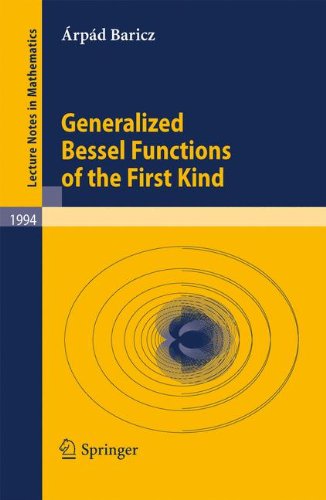 Árpád Baricz
Lecture Notes in Mathematics
1994
Generalized
Bessel Functions
of the First Kind
Springer